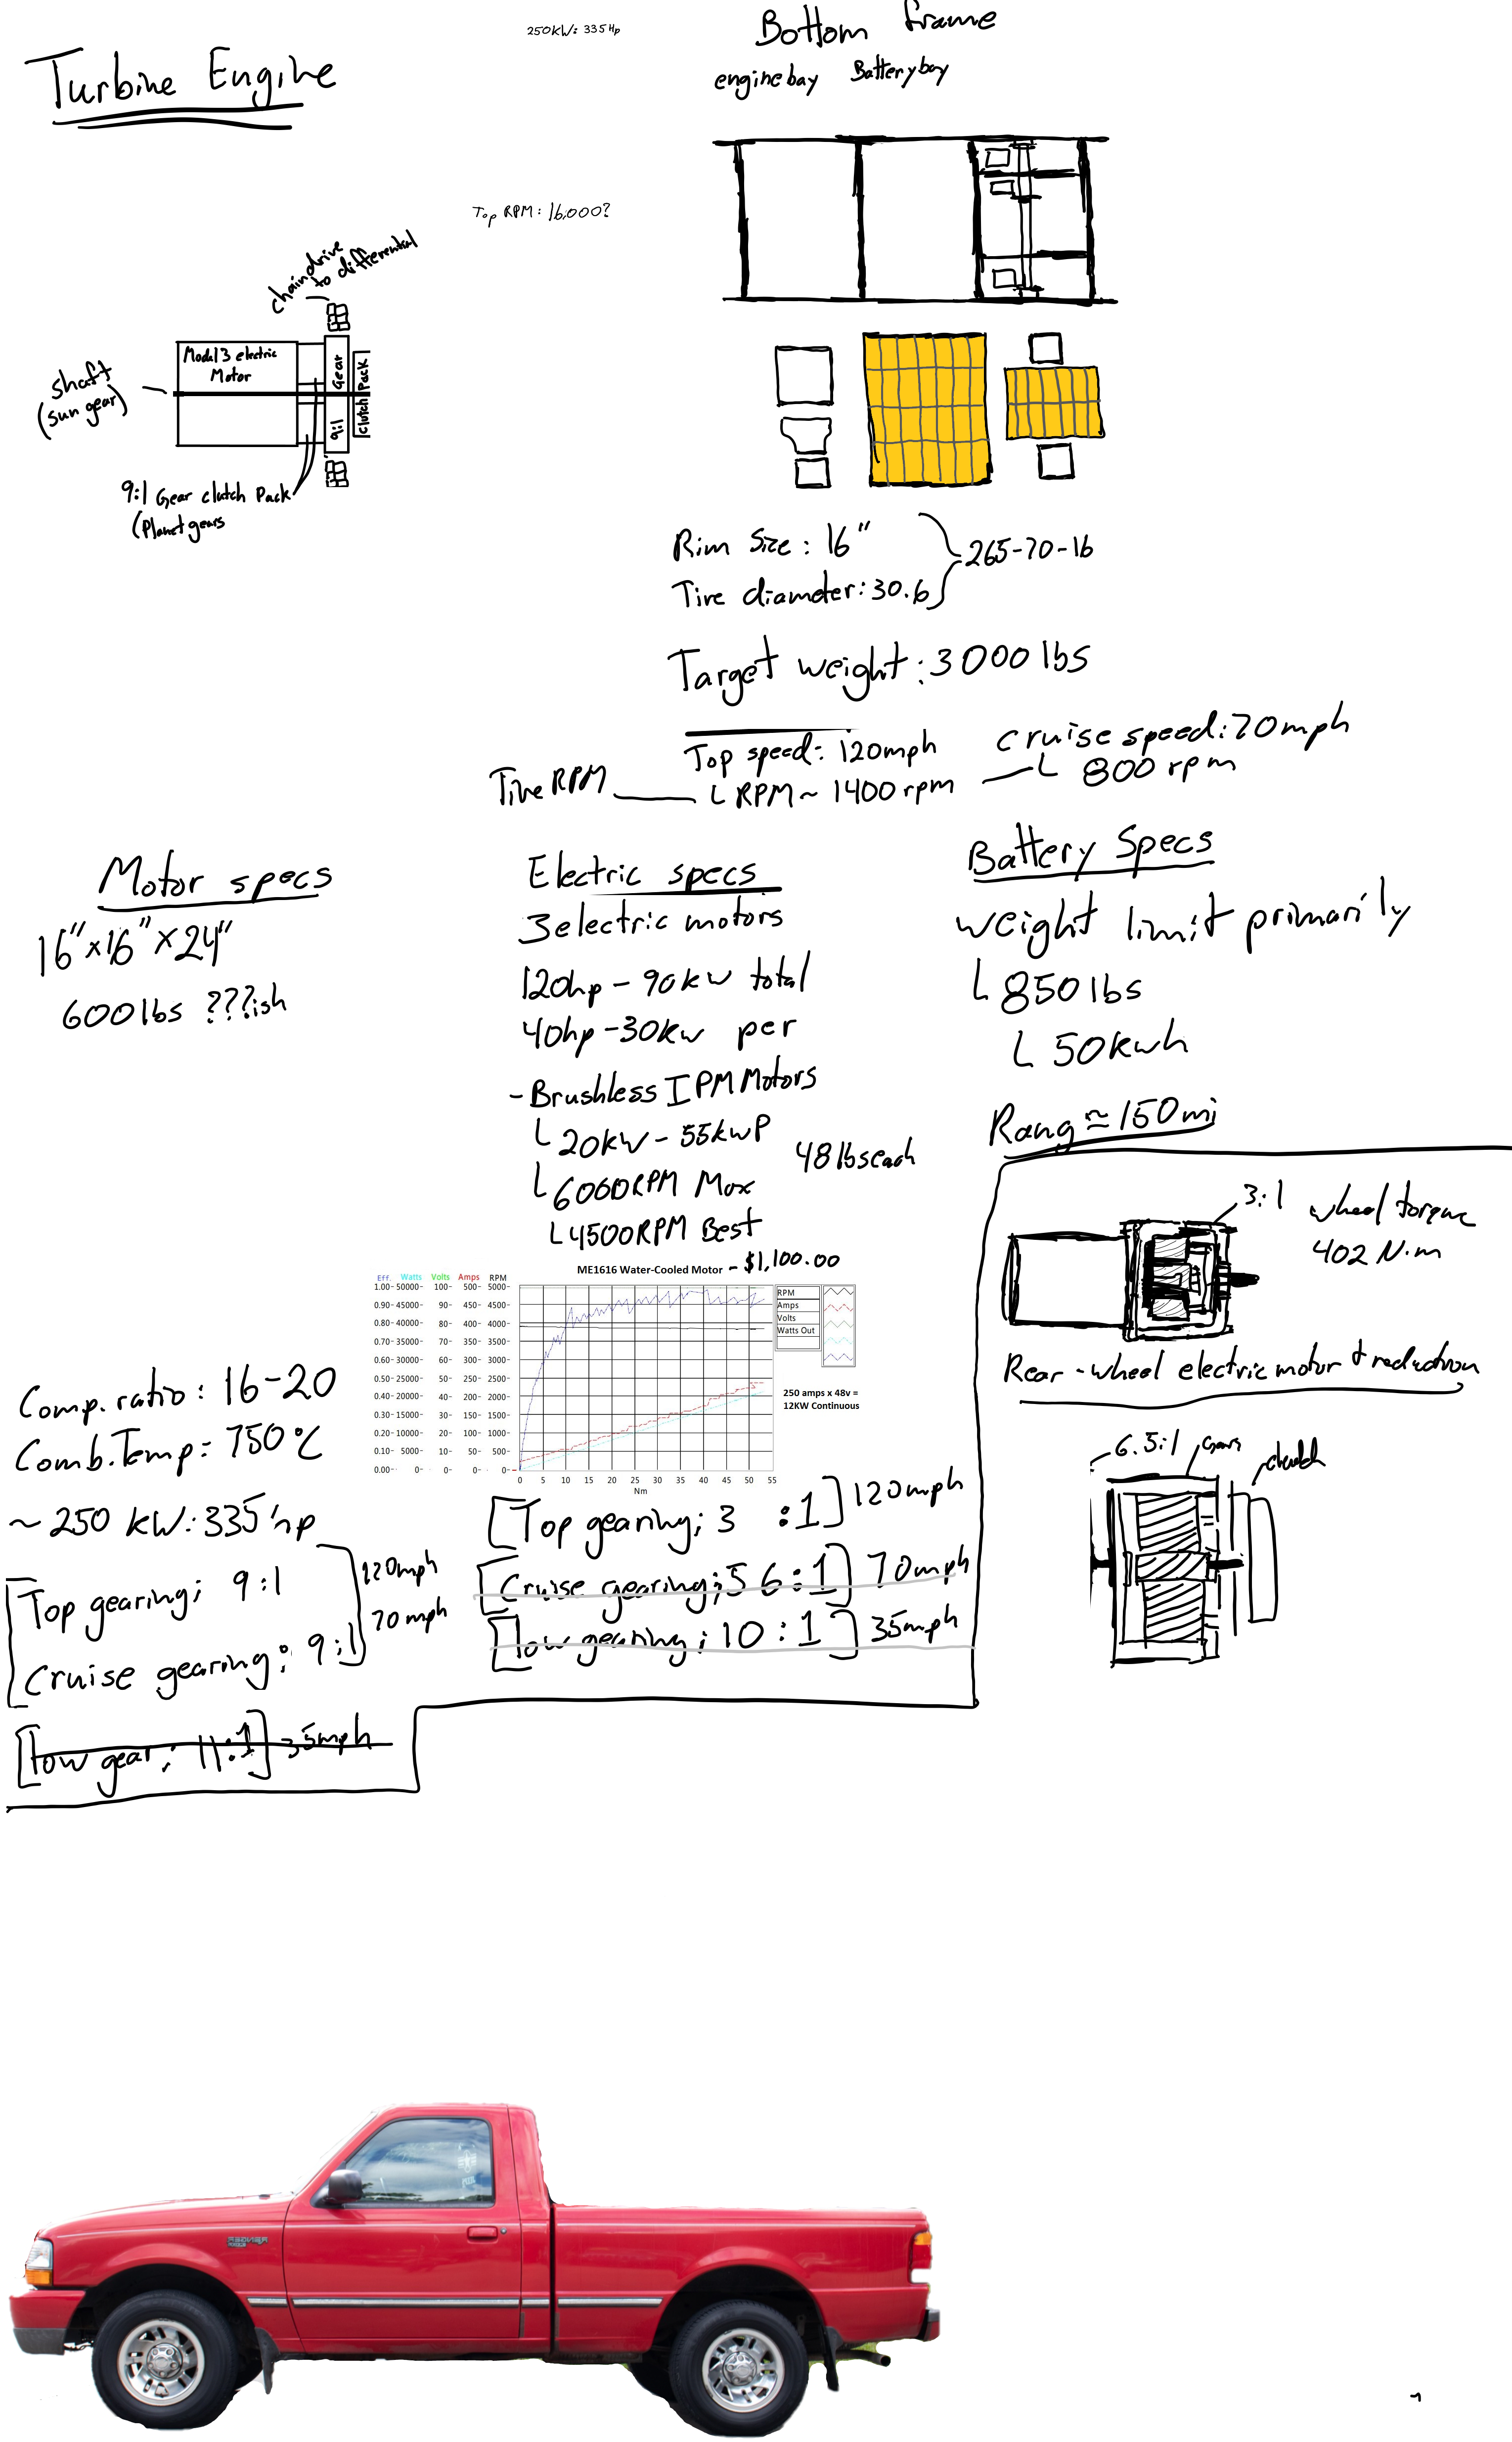 250kW: 335Hp
Bottom frame
engine bay Battery bay
Turbine Engine
Top RPM: 16,000?
chain drive
to differential
Model 3 electric
Motor
Gear
9:1
Clutch Pack
shaft
(sun gear)
9:1 Gear clutch Pack
(Planet gears
Rim Size: 16"
Tire diameter: 30.6
265-70-16
Target weight: 3000 lbs
Top speed: 120mph
Tire RPM
L RPM ~ 1400 rpm
cruise speed: 70mph
L 800 rpm
Motor specs
16"x16"x24"
600 lbs ???ish
Electric specs
3 electric motors
120hp - 90kw total
40hp - 30kw per
- Brushless IPM Motors
L 20kW - 55kwP
48 lbs each
L 6000RPM Max
L 4500RPM Best
- $1,100.00
Battery Specs
weight limit primarily
L 850 lbs
L 50kwh
Rang ≈ 150mi
3:1
wheel torque
402 N·m
Rear-wheel electric motor & reduction
6.5:1
Gears
clutch
ME1616 Water-Cooled Motor
Eff. Watts Volts Amps RPM
1.00 50000 100 500 5000
0.90 45000 90 450 4500
0.80 40000 80 400 4000
0.70 35000 70 350 3500
0.60 30000 60 300 3000
0.50 25000 50 250 2500
0.40 20000 40 200 2000
0.30 15000 30 150 1500
0.20 10000 20 100 1000
0.10 5000 10 50 500
0.00 0 0 0 0
0 5 10 15 20 25 30 35 40 45 50 55
Nm
RPM
Amps
Volts
Watts Out
250 amps x 48v =
12KW Continuous
Comp. ratio: 16-20
Comb. Temp = 750°C
~ 250 kW: 335 hp
[Top gearing; 9:1
120mph
Cruise gearing; 9:1]
70 mph
[low gear; 11:1] 35mph
[Top gearing; 3 :1] 120mph
[Cruise gearing; 5 6:1] 70mph
[low gearing; 10:1] 35mph